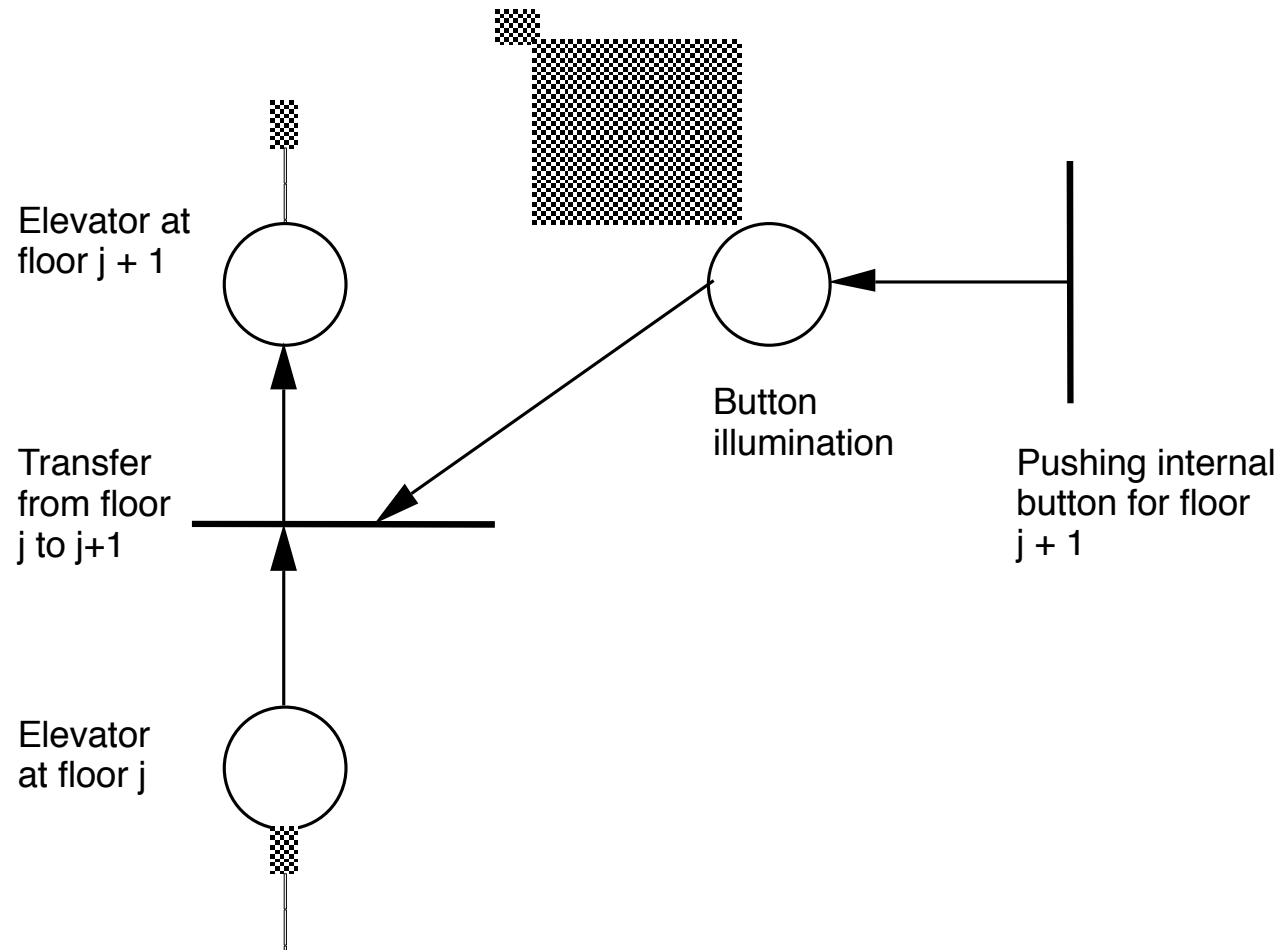 Elevator at
floor j + 1
Button
illumination
Transfer
from floor
j to j+1
Pushing internal
button for floor
j + 1
Elevator
at floor j